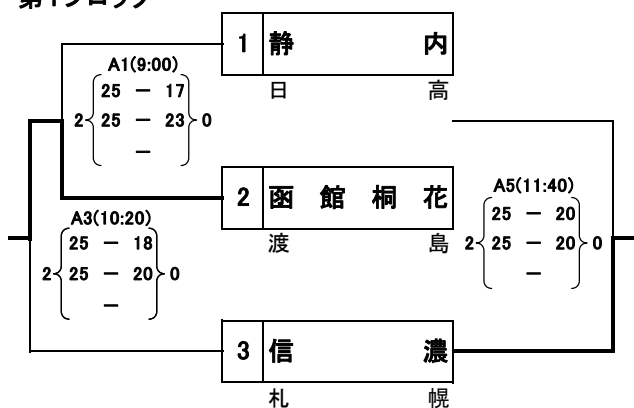 第1ブロック
1 静内
日高
A1(9:00)
25 － 17
2 25 － 23 0
－
2 函館桐花
渡島
A3(10:20)
25 － 18
2 25 － 20 0
－
A5(11:40)
25 － 20
2 25 － 20 0
－
3 信濃
札幌